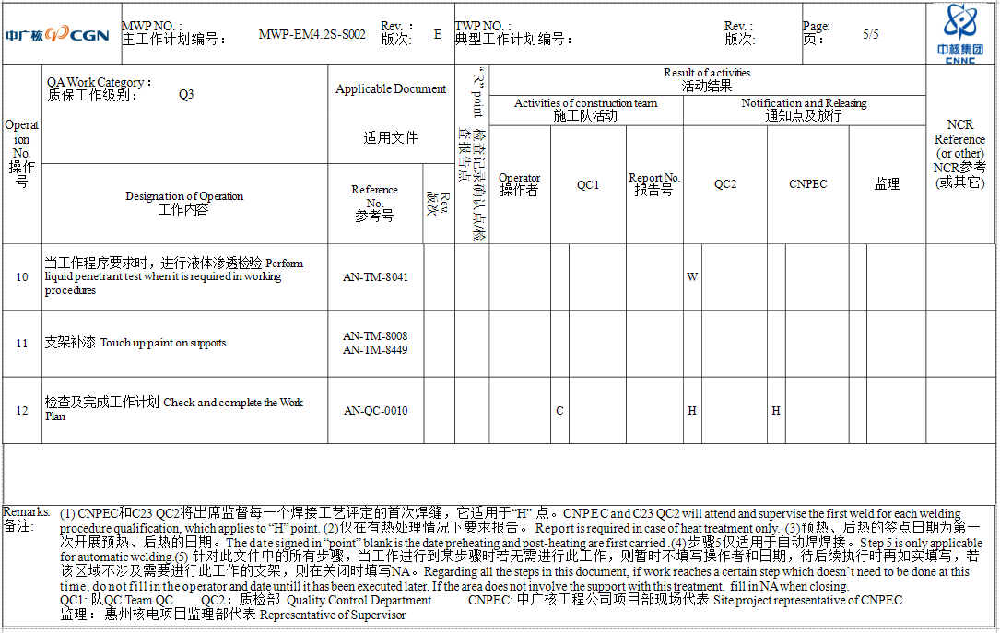 中广核 CGN
MWP NO. :
主工作计划编号：
MWP-EM4.2S-S002
Rev. :
版次:
E
TWP NO. :
典型工作计划编号：
Rev. :
版次:
Page:
页:
5/5
中核集团
CNNC
Operat
ion
No.
操作
号
QA Work Category :
质保工作级别：
Q3
Designation of Operation
工作内容
Applicable Document
适用文件
Reference
No.
参考号
Rev.
版次
“R” point 检查记录确认点/检
查报告点
Result of activities
活动结果
Activities of construction team
施工队活动
Notification and Releasing
通知点及放行
Operator
操作者
QC1
Report No.
报告号
QC2
CNPEC
监理
NCR
Reference
(or other)
NCR参考
(或其它)
10
当工作程序要求时，进行液体渗透检验 Perform
liquid penetrant test when it is required in working
procedures
AN-TM-8041
W
11
支架补漆 Touch up paint on supports
AN-TM-8008
AN-TM-8449
12
检查及完成工作计划 Check and complete the Work
Plan
AN-QC-0010
C
H
H
Remarks:
备注:
(1) CNPEC和C23 QC2将出席监督每一个焊接工艺评定的首次焊缝，它适用于“H” 点。CNPEC and C23 QC2 will attend and supervise the first weld for each welding
procedure qualification, which applies to “H” point. (2)仅在有热处理情况下要求报告。 Report is required in case of heat treatment only. (3)预热、后热的签点日期为第一
次开展预热、后热的日期。The date signed in “point” blank is the date preheating and post-heating are first carried .(4)步骤5仅适用于自动焊焊接。Step 5 is only applicable
for automatic welding.(5) 针对此文件中的所有步骤，当工作进行到某步骤时若无需进行此工作，则暂时不填写操作者和日期，待后续执行时再如实填写，若
该区域不涉及需要进行此工作的支架，则在关闭时填写NA。Regarding all the steps in this document, if work reaches a certain step which doesn’t need to be done at this
time, do not fill in the operator and date untill it has been executed later. If the area does not involve the support with this treatment, fill in NA when closing.
QC1: 队QC Team QC QC2：质检部 Quality Control Department CNPEC: 中广核工程公司项目部现场代表 Site project representative of CNPEC
监理： 惠州核电项目监理部代表 Representative of Supervisor